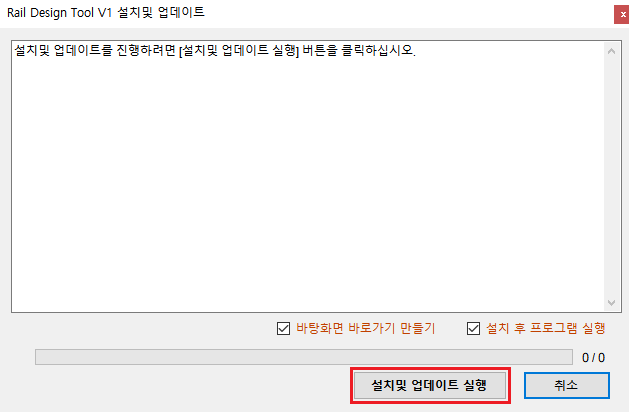 Rail Design Tool V1 설치및 업데이트
x
설치및 업데이트를 진행하려면 [설치및 업데이트 실행] 버튼을 클릭하십시오.
바탕화면 바로가기 만들기 설치 후 프로그램 실행
0 / 0
설치및 업데이트 실행 취소